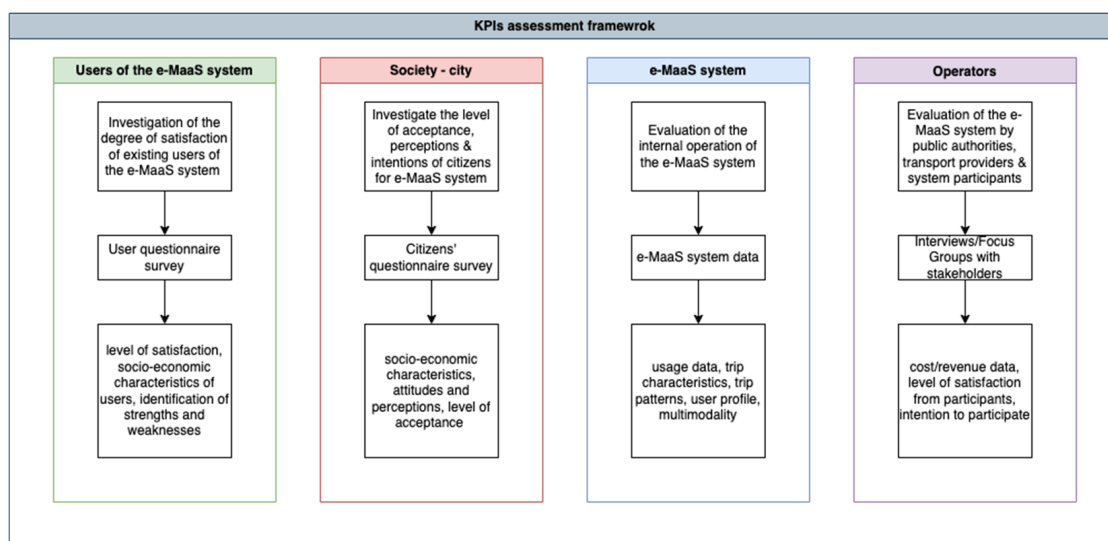 KPIs assessment framewrok
Users of the e-MaaS system
Investigation of the
degree of satisfaction
of existing users of
the e-MaaS system
User questionnaire
survey
level of satisfaction,
socio-economic
characteristics of
users, identification of
strengths and
weaknesses
Society - city
Investigate the level
of acceptance,
perceptions &
intentions of citizens
for e-MaaS system
Citizens'
questionnaire survey
socio-economic
characteristics,
attitudes and
perceptions, level of
acceptance
e-MaaS system
Evaluation of the
internal operation of
the e-MaaS system
e-MaaS system data
usage data, trip
characteristics, trip
patterns, user profile,
multimodality
Operators
Evaluation of the e-
MaaS system by
public authorities,
transport providers &
system participants
Interviews/Focus
Groups with
stakeholders
cost/revenue data,
level of satisfaction
from participants,
intention to participate